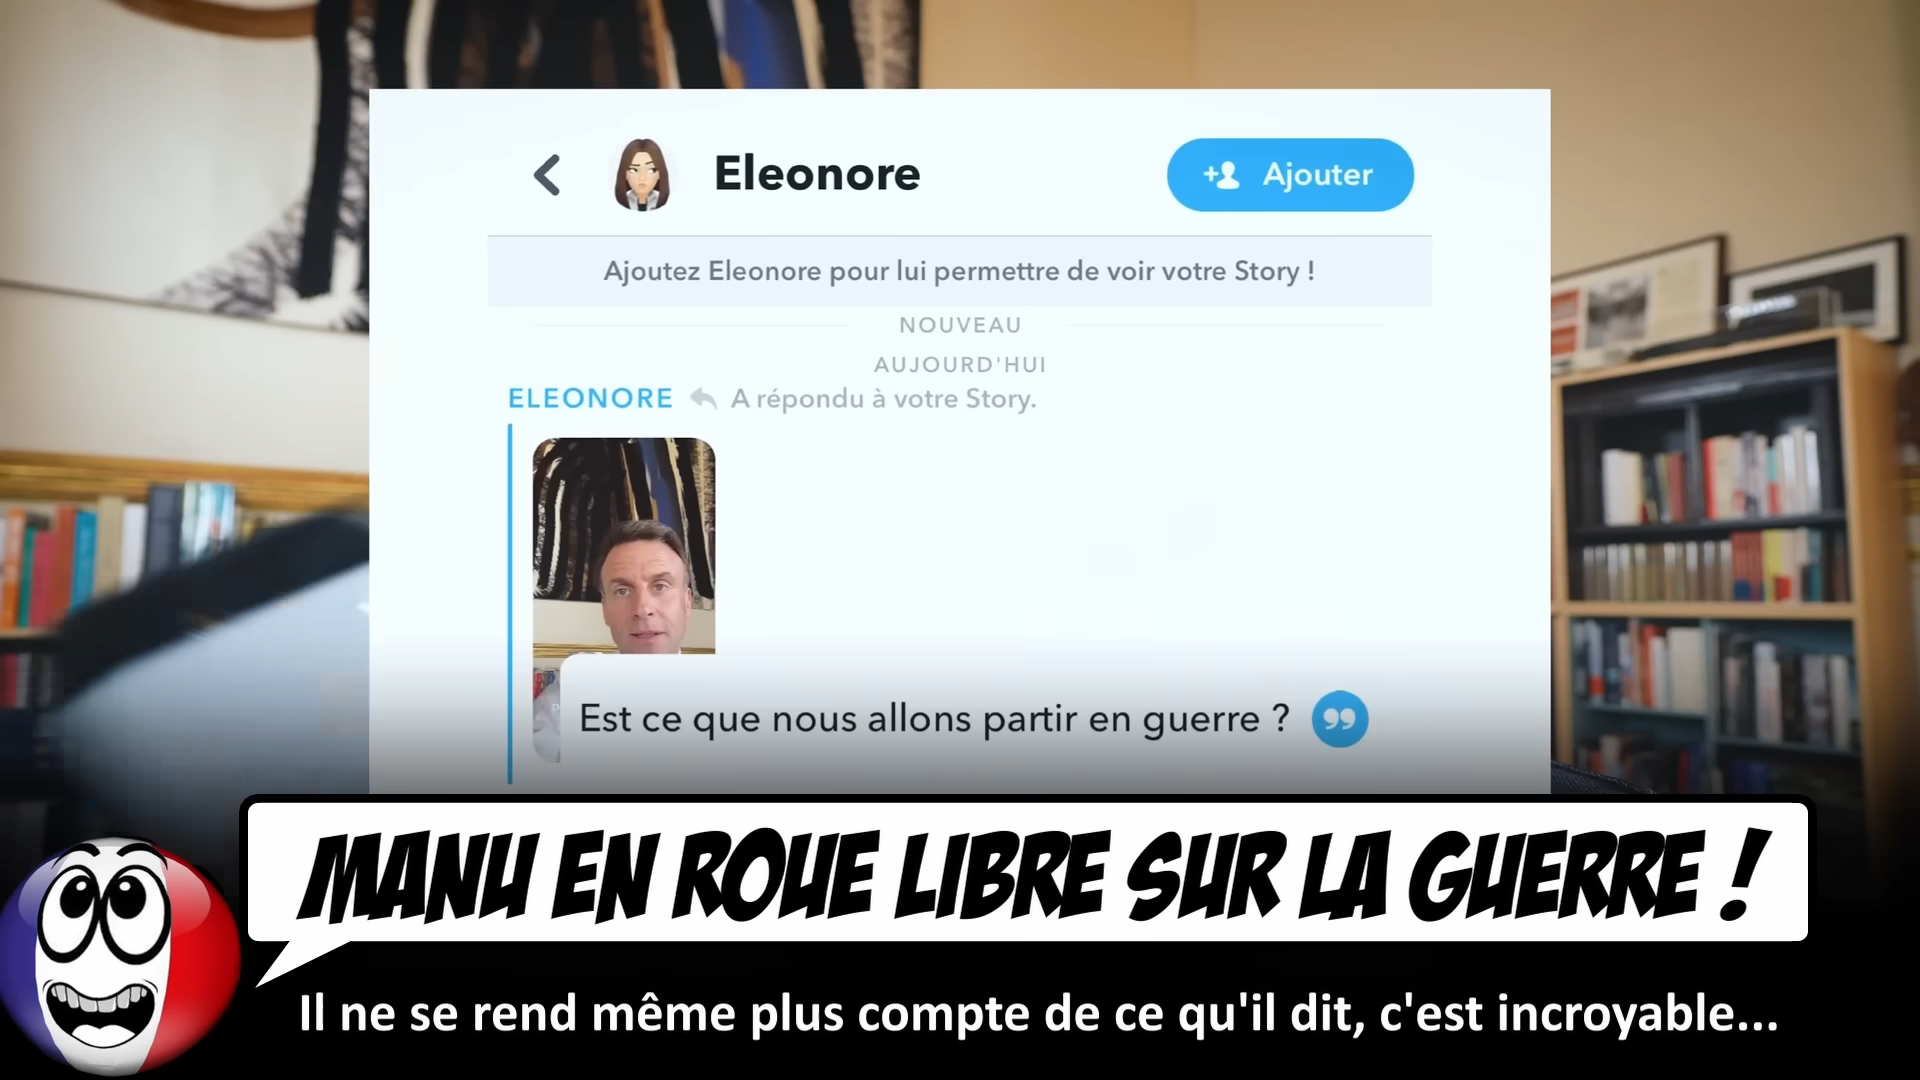 Eleonore
Ajouter
Ajoutez Eleonore pour lui permettre de voir votre Story !
NOUVEAU
AUJOURD'HUI
ELEONORE A répondu à votre Story.
Est ce que nous allons partir en guerre ?
MANU EN ROUE LIBRE SUR LA GUERRE !
Il ne se rend même plus compte de ce qu'il dit, c'est incroyable...